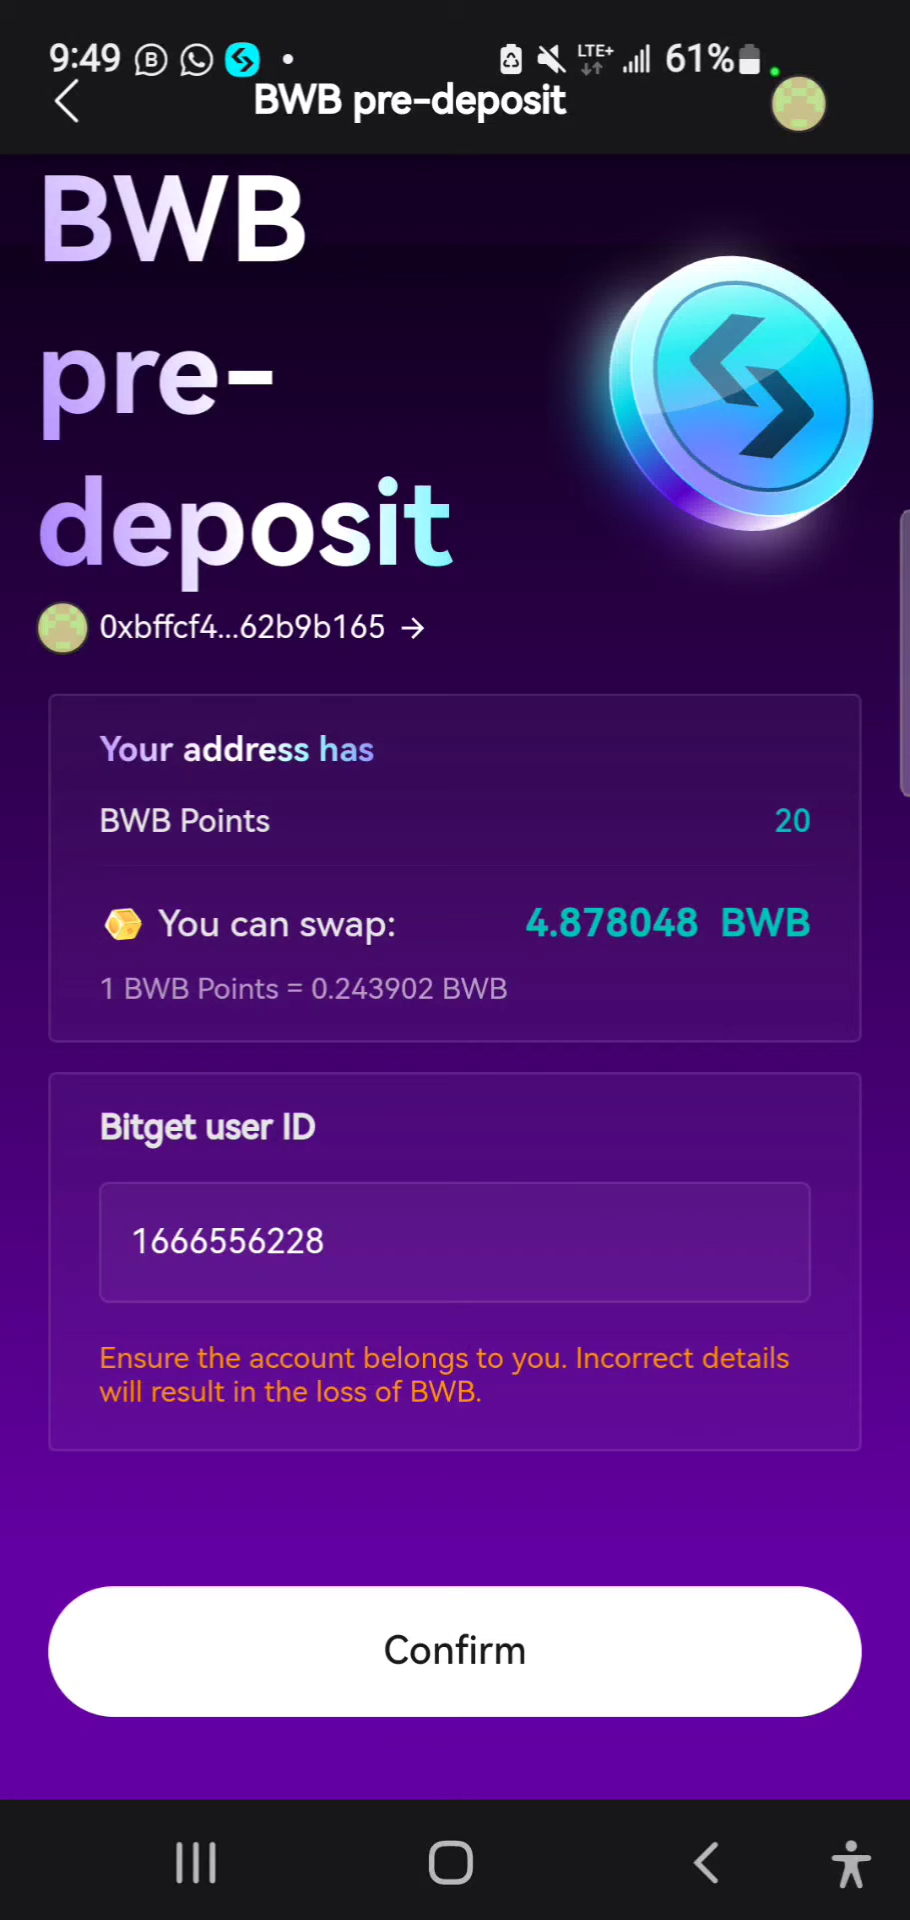 9:49 B LTE+ 61%
BWB pre-deposit
BWB
pre-
deposit
0xbffcf4...62b9b165 →
Your address has
BWB Points 20
You can swap: 4.878048 BWB
1 BWB Points = 0.243902 BWB
Bitget user ID
1666556228
Ensure the account belongs to you. Incorrect details
will result in the loss of BWB.
Confirm